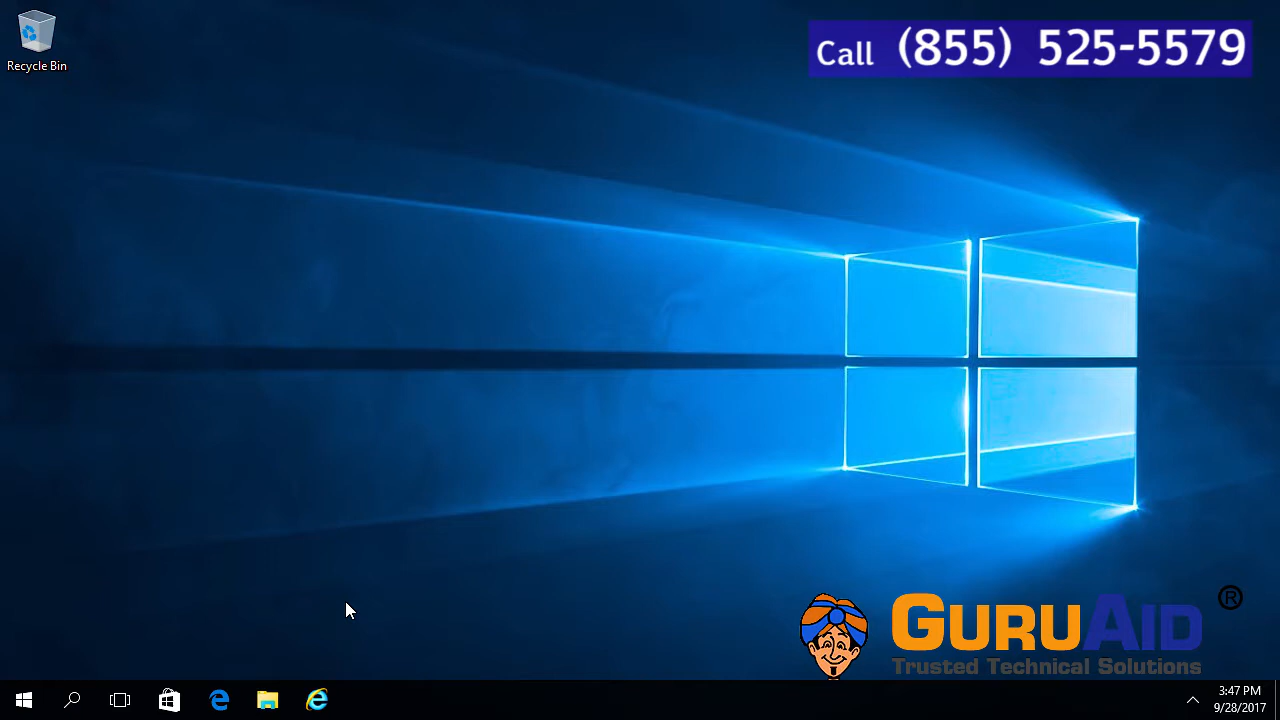 Recycle Bin
Call (855) 525-5579
GURUAID ®
Trusted Technical Solutions
3:47 PM
9/28/2017